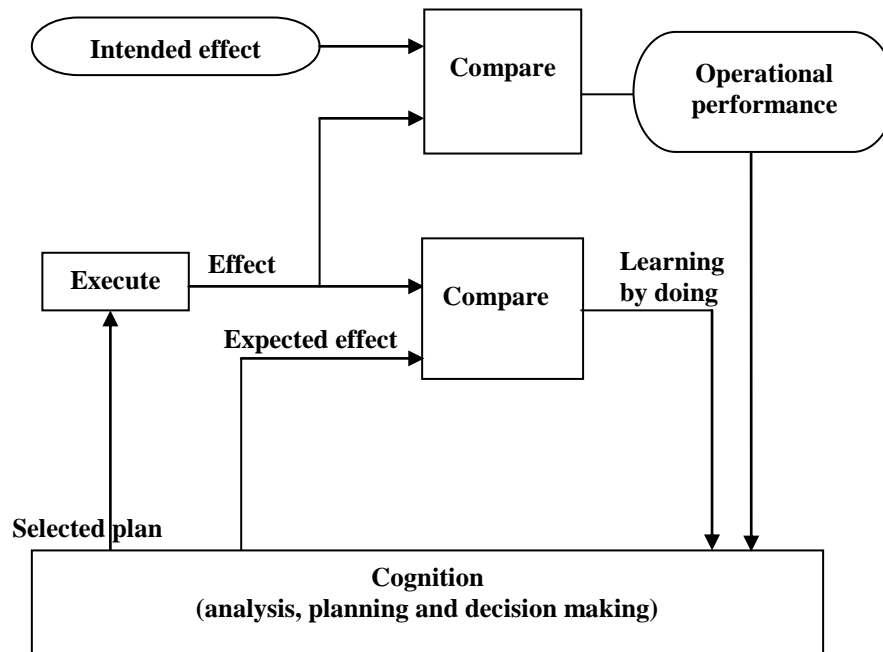 Intended effect
Compare
Operational
performance
Execute
Effect
Compare
Learning
by doing
Expected effect
Selected plan
Cognition
(analysis, planning and decision making)